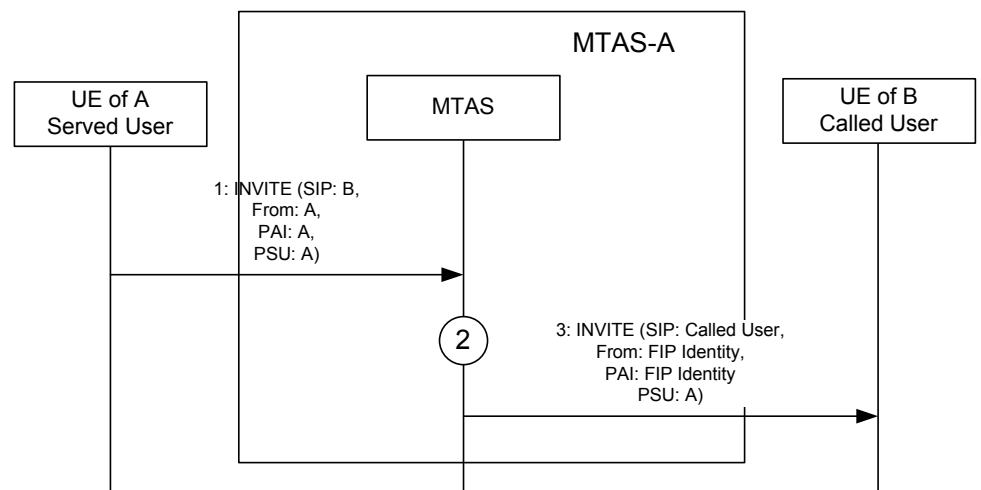 MTAS-A
UE of A
Served User
MTAS
UE of B
Called User
1: INVITE (SIP: B,
From: A,
PAI: A,
PSU: A)
2
3: INVITE (SIP: Called User,
From: FIP Identity,
PAI: FIP Identity
PSU: A)